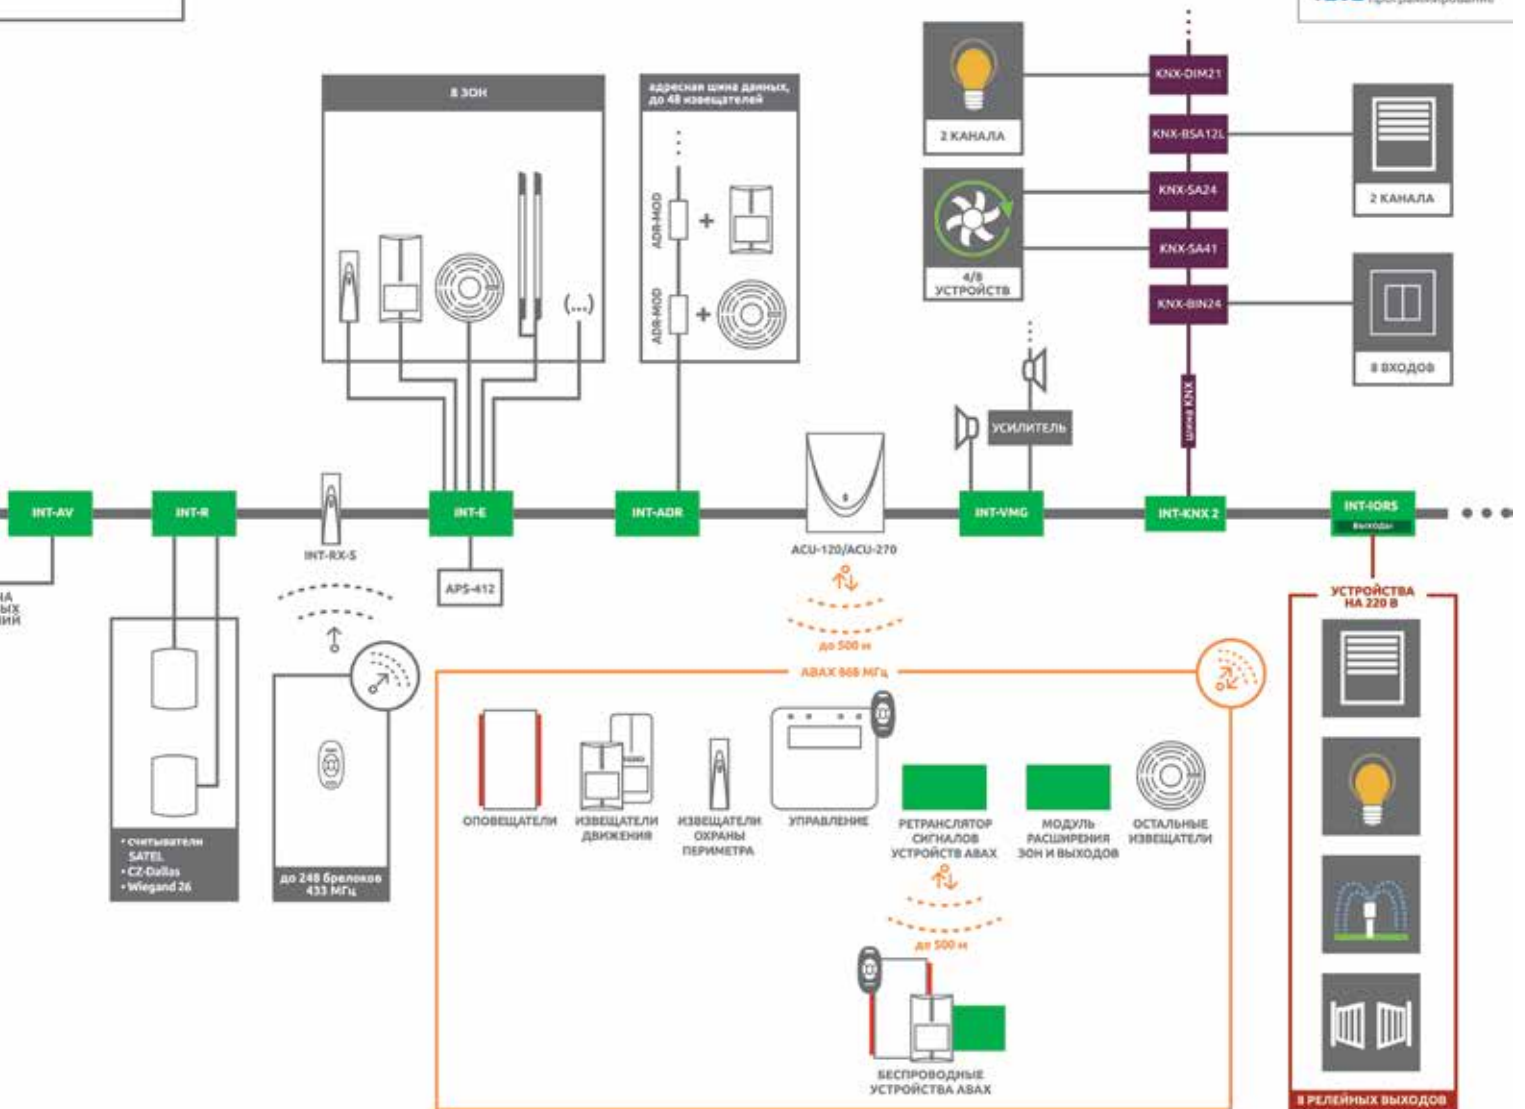 программирование
8 ЗОН
адресная шина данных,
до 48 извещателей
ADR-MOD
+
ADR-MOD
+
(...)
2 КАНАЛА
4/8
УСТРОЙСТВ
KNX-DIM21
KNX-BSA12L
KNX-SA24
KNX-SA41
KNX-BIN24
шина KNX
2 КАНАЛА
8 ВХОДОВ
УСИЛИТЕЛЬ
INT-AV
INT-R
INT-RX-S
INT-E
INT-ADR
ACU-120/ACU-270
INT-VMG
INT-KNX 2
INT-IORS
ВЫХОДЫ
APS-412
до 500 м
УСТРОЙСТВА
НА 220 В
ABAX 868 МГц
• считыватели
SATEL
• CZ-Dallas
• Wiegand 26
до 248 брелоков
433 МГц
ОПОВЕЩАТЕЛИ
ИЗВЕЩАТЕЛИ
ДВИЖЕНИЯ
ИЗВЕЩАТЕЛИ
ОХРАНЫ
ПЕРИМЕТРА
УПРАВЛЕНИЕ
РЕТРАНСЛЯТОР
СИГНАЛОВ
УСТРОЙСТВ ABAX
МОДУЛЬ
РАСШИРЕНИЯ
ЗОН И ВЫХОДОВ
ОСТАЛЬНЫЕ
ИЗВЕЩАТЕЛИ
до 500 м
БЕСПРОВОДНЫЕ
УСТРОЙСТВА ABAX
8 РЕЛЕЙНЫХ ВЫХОДОВ